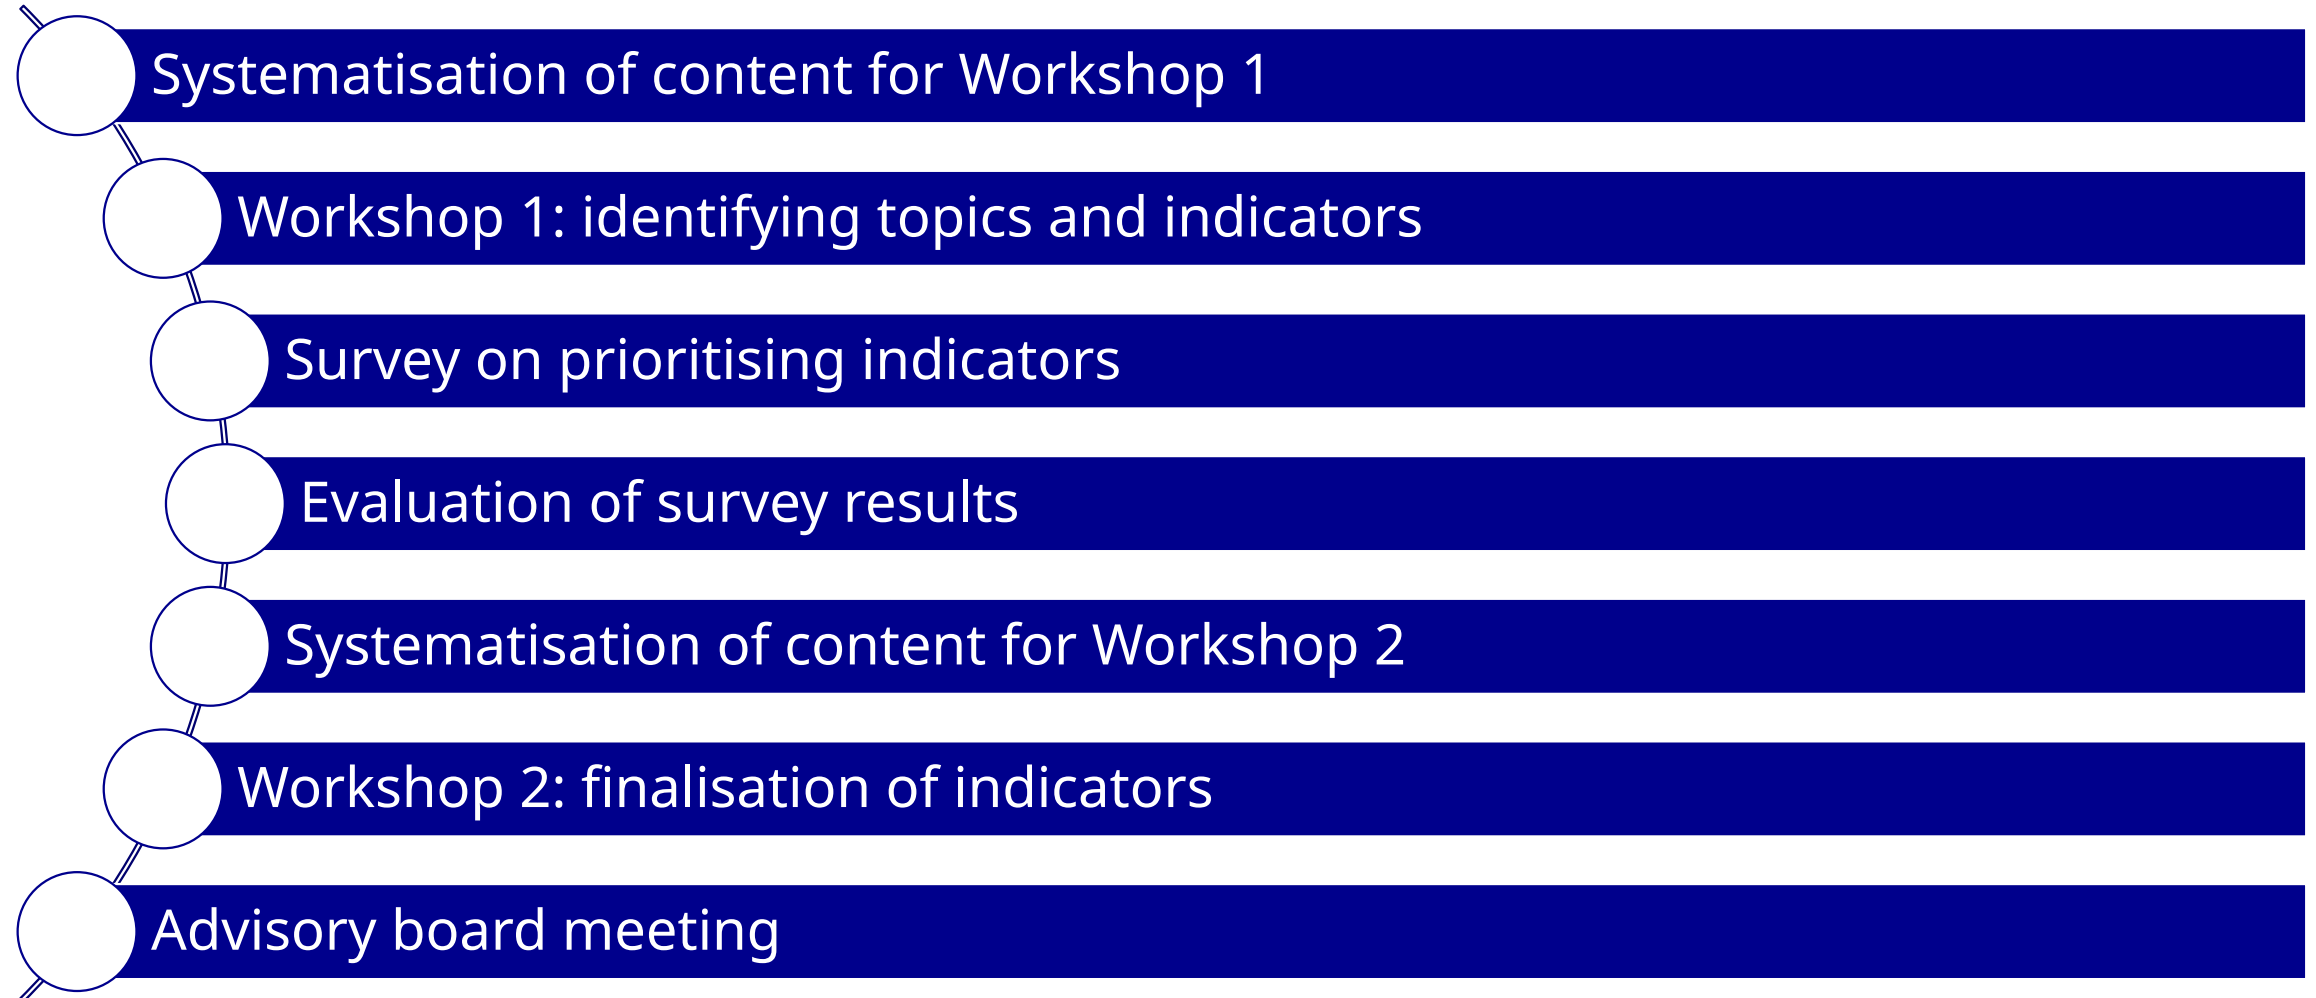 Systematisation of content for Workshop 1
Workshop 1: identifying topics and indicators
Survey on prioritising indicators
Evaluation of survey results
Systematisation of content for Workshop 2
Workshop 2: finalisation of indicators
Advisory board meeting